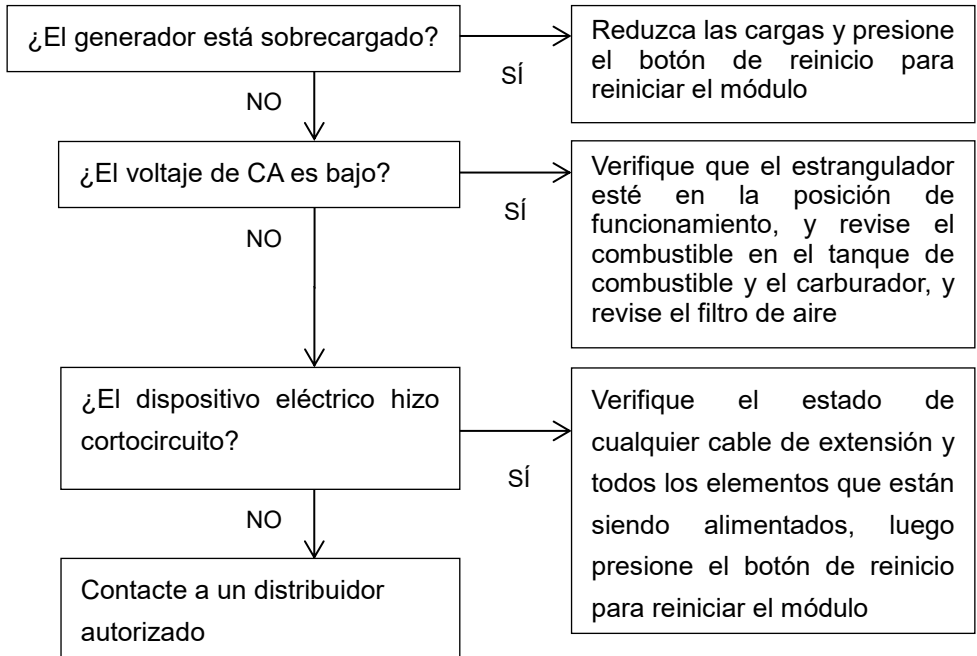 ¿El generador está sobrecargado?
SÍ
Reduzca las cargas y presione
el botón de reinicio para
reiniciar el módulo
NO
¿El voltaje de CA es bajo?
SÍ
Verifique que el estrangulador
esté en la posición de
funcionamiento, y revise el
combustible en el tanque de
combustible y el carburador, y
revise el filtro de aire
NO
¿El dispositivo eléctrico hizo
cortocircuito?
SÍ
Verifique el estado de
cualquier cable de extensión y
todos los elementos que están
siendo alimentados, luego
presione el botón de reinicio
para reiniciar el módulo
NO
Contacte a un distribuidor
autorizado